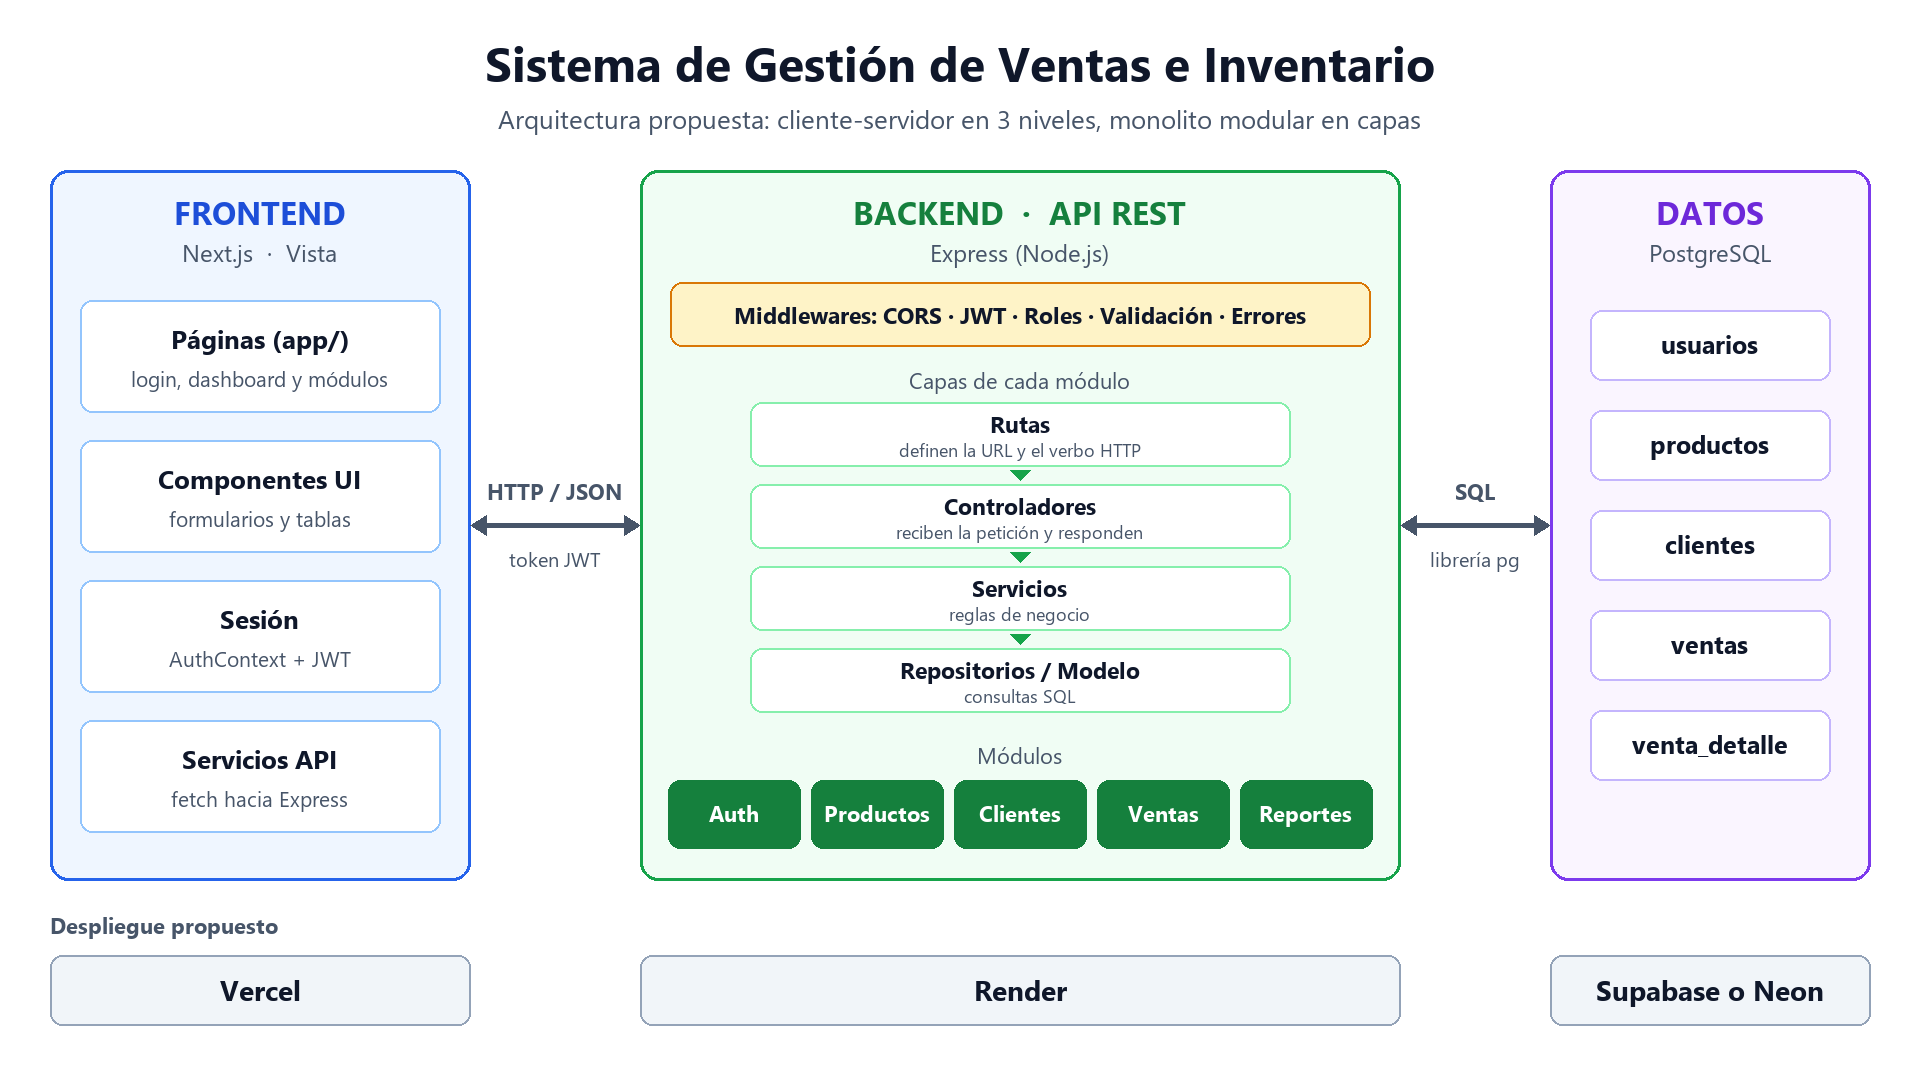 Sistema de Gestión de Ventas e Inventario
Arquitectura propuesta: cliente-servidor en 3 niveles, monolito modular en capas
FRONTEND
Next.js · Vista
Páginas (app/)
login, dashboard y módulos
Componentes UI
formularios y tablas
Sesión
AuthContext + JWT
Servicios API
fetch hacia Express
HTTP / JSON
token JWT
BACKEND · API REST
Express (Node.js)
Middlewares: CORS · JWT · Roles · Validación · Errores
Capas de cada módulo
Rutas
definen la URL y el verbo HTTP
Controladores
reciben la petición y responden
Servicios
reglas de negocio
Repositorios / Modelo
consultas SQL
Módulos
Auth
Productos
Clientes
Ventas
Reportes
SQL
librería pg
DATOS
PostgreSQL
usuarios
productos
clientes
ventas
venta_detalle
Despliegue propuesto
Vercel
Render
Supabase o Neon